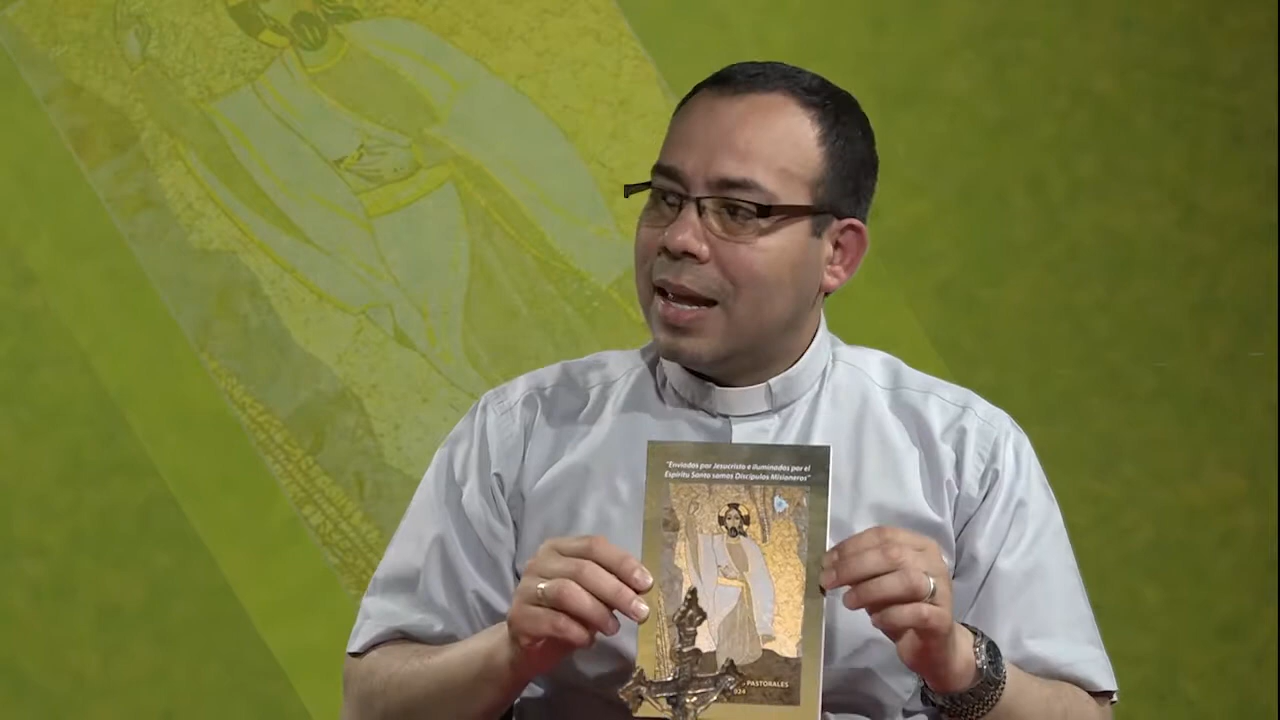 "Enviados por Jesucristo e iluminados por el
Espíritu Santo somos Discípulos Misioneros"
PASTORALES